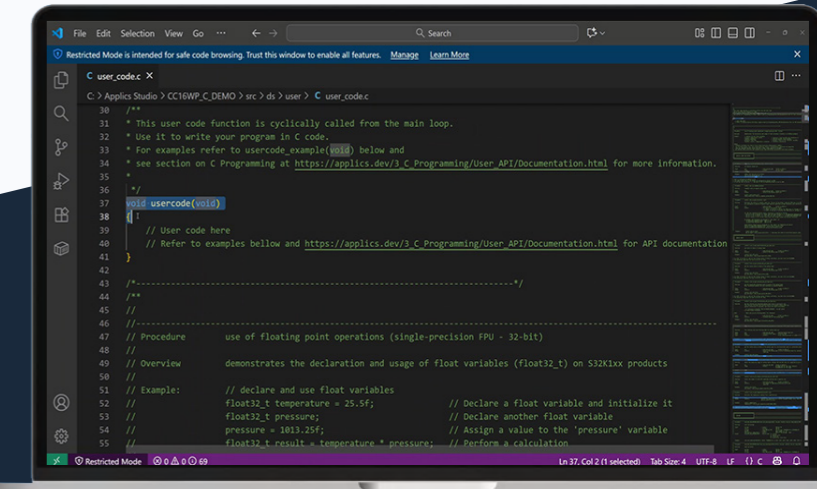 File Edit Selection View Go ··· Search
Restricted Mode is intended for safe code browsing. Trust this window to enable all features. Manage Learn More
C user_code.c
C: > Applics Studio > CC16WP_C_DEMO > src > ds > user > C user_code.c
30 /**
31 * This user code function is cyclically called from the main loop.
32 * Use it to write your program in C code.
33 * For examples refer to usercode_example(void) below and
34 * see section on C Programming at https://applics.dev/3_C_Programming/User_API/Documentation.html for more information.
35 *
36 */
37 void usercode(void)
38 {
39 // User code here
40 // Refer to examples bellow and https://applics.dev/3_C_Programming/User_API/Documentation.html for API documentation
41 }
42
43 /*---------------------------------------------------------------------------*/
44 /**
45 //
46 //---------------------------------------------------------------------------
47 // Procedure use of floating point operations (single-precision FPU - 32-bit)
48 //
49 // Overview demonstrates the declaration and usage of float variables (float32_t) on S32K1xx products
50 //
51 // Example: // declare and use float variables
52 // float32_t temperature = 25.5f; // Declare a float variable and initialize it
53 // float32_t pressure; // Declare another float variable
54 // pressure = 1013.25f; // Assign a value to the 'pressure' variable
55 // float32_t result = temperature * pressure; // Perform a calculation
Restricted Mode 0 0 69 Ln 37, Col 2 (1 selected) Tab Size: 4 UTF-8 LF {} C